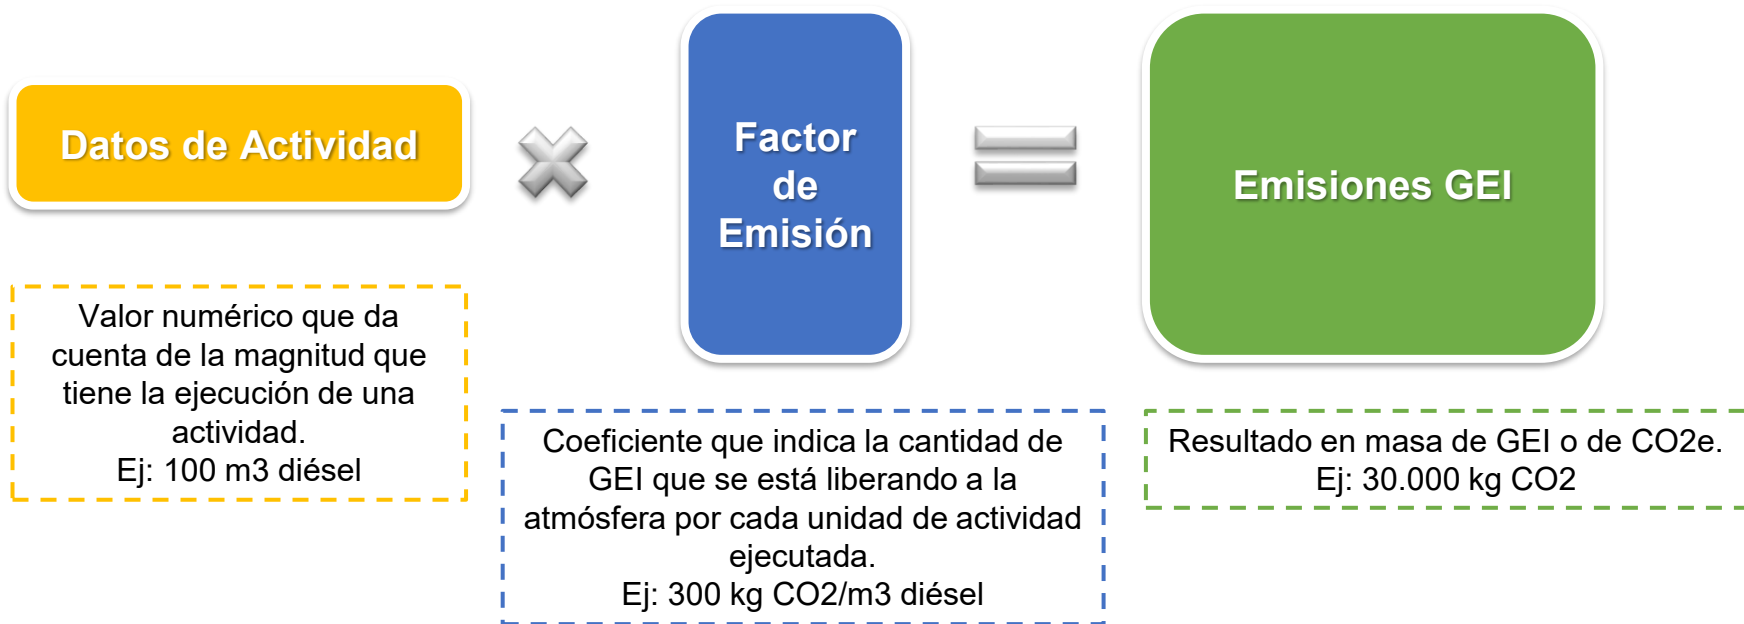 Datos de Actividad
Factor
de
Emisión
Emisiones GEI
Valor numérico que da
cuenta de la magnitud que
tiene la ejecución de una
actividad.
Ej: 100 m3 diésel
Coeficiente que indica la cantidad de
GEI que se está liberando a la
atmósfera por cada unidad de actividad
ejecutada.
Ej: 300 kg CO2/m3 diésel
Resultado en masa de GEI o de CO2e.
Ej: 30.000 kg CO2